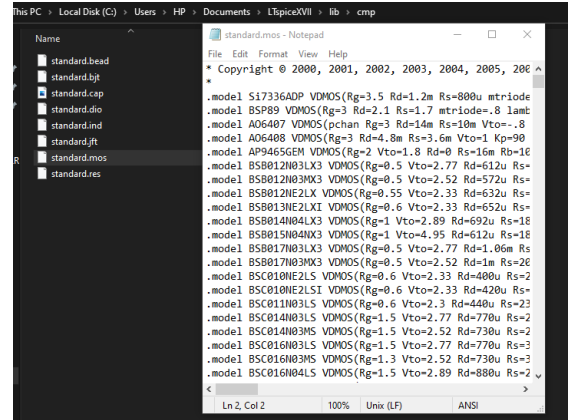 This PC > Local Disk (C:) > Users > HP > Documents > LTspiceXVII > lib > cmp
Name
standard.bead
standard.bjt
standard.cap
standard.dio
standard.ind
standard.jft
standard.mos
standard.res
R
standard.mos - Notepad
File Edit Format View Help
* Copyright © 2000, 2001, 2002, 2003, 2004, 2005, 200
*
.model Si7336ADP VDMOS(Rg=3.5 Rd=1.2m Rs=800u mtriode
.model BSP89 VDMOS(Rg=3 Rd=2.1 Rs=1.7 mtriode=.8 lamb
.model AO6407 VDMOS(pchan Rg=3 Rd=14m Rs=10m Vto=-.8
.model AO6408 VDMOS(Rg=3 Rd=4.8m Rs=3.6m Vto=1 Kp=90
.model AP9465GEM VDMOS(Rg=2 Vto=1.8 Rd=0 Rs=16m Rb=10
.model BSB012N03LX3 VDMOS(Rg=0.5 Vto=2.77 Rd=612u Rs=
.model BSB012N03MX3 VDMOS(Rg=0.5 Vto=2.52 Rd=572u Rs=
.model BSB012NE2LX VDMOS(Rg=0.55 Vto=2.33 Rd=632u Rs=
.model BSB013NE2LXI VDMOS(Rg=0.6 Vto=2.33 Rd=652u Rs=
.model BSB014N04LX3 VDMOS(Rg=1 Vto=2.89 Rd=692u Rs=18
.model BSB015N04NX3 VDMOS(Rg=1 Vto=4.95 Rd=612u Rs=18
.model BSB017N03LX3 VDMOS(Rg=0.5 Vto=2.77 Rd=1.06m Rs
.model BSB017N03MX3 VDMOS(Rg=0.5 Vto=2.52 Rd=1m Rs=20
.model BSC010NE2LS VDMOS(Rg=0.6 Vto=2.33 Rd=400u Rs=2
.model BSC010NE2LSI VDMOS(Rg=0.6 Vto=2.33 Rd=420u Rs=
.model BSC011N03LS VDMOS(Rg=0.6 Vto=2.3 Rd=440u Rs=23
.model BSC014N03LS VDMOS(Rg=1.5 Vto=2.77 Rd=770u Rs=2
.model BSC014N03MS VDMOS(Rg=1.5 Vto=2.52 Rd=730u Rs=2
.model BSC016N03LS VDMOS(Rg=1.5 Vto=2.77 Rd=770u Rs=3
.model BSC016N03MS VDMOS(Rg=1.3 Vto=2.52 Rd=730u Rs=3
.model BSC016N04LS VDMOS(Rg=1.5 Vto=2.89 Rd=880u Rs=2
Ln 2, Col 2 100% Unix (LF) ANSI